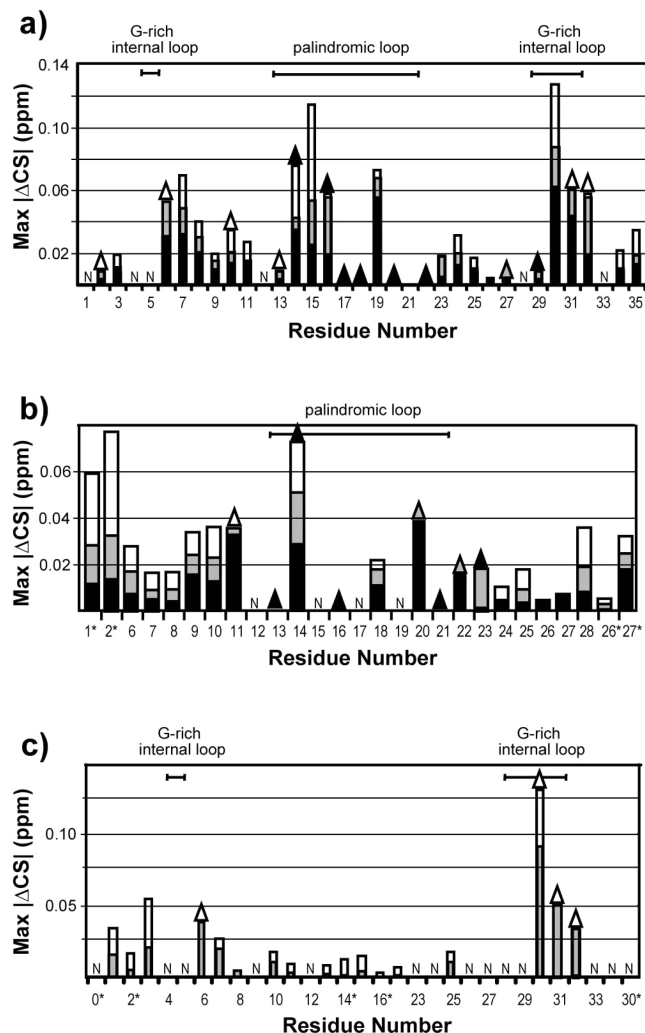 a)
G-rich
internal loop
palindromic loop
G-rich
internal loop
Max |ΔCS| (ppm)
0.14
0.10
0.06
0.02
N N N N N N
1 3 5 7 9 11 13 15 17 19 21 23 25 27 29 31 33 35
Residue Number
b)
palindromic loop
Max |ΔCS| (ppm)
0.06
0.04
0.02
N N N N
1* 2* 6 7 8 9 10 11 12 13 14 15 16 17 18 19 20 21 22 23 24 25 26 27 28 26* 27*
Residue Number
c)
G-rich
internal loop
G-rich
internal loop
Max |ΔCS| (ppm)
0.10
0.05
N N N N N N N N N N N N N N
0* 2* 4 6 8 10 12 14* 16* 23 25 27 29 31 33 30*
Residue Number